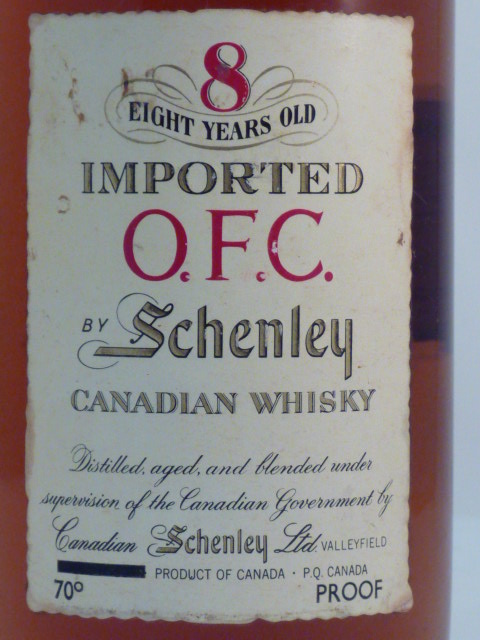 8
EIGHT YEARS OLD
IMPORTED
O.F.C.
BY Schenley
CANADIAN WHISKY
Distilled, aged, and blended under
supervision of the Canadian Government by
Canadian Schenley Ltd. VALLEYFIELD
PRODUCT OF CANADA · P.Q. CANADA
70º PROOF